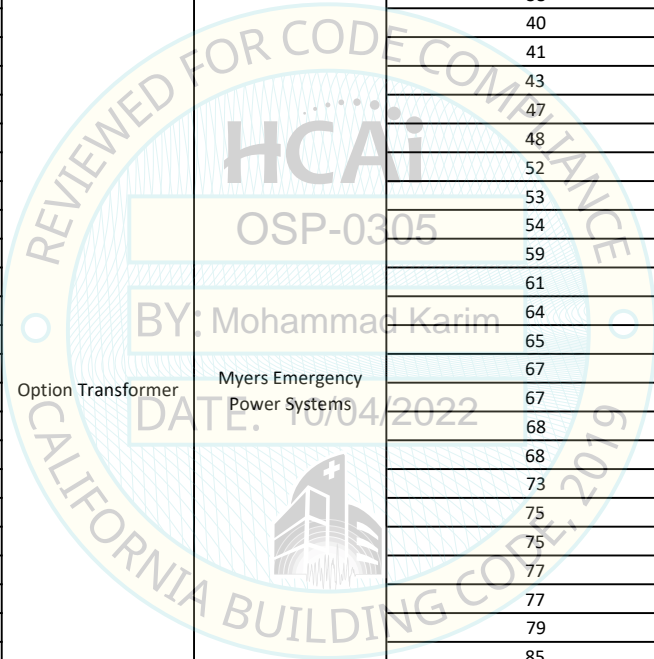 40
41
43
47
48
52
53
54
59
61
64
65
67
67
68
68
73
75
75
77
77
79
85
Option Transformer
Myers Emergency
Power Systems
REVIEWED FOR CODE COMPLIANCE
HCAi
OSP-0305
BY: Mohammad Karim
DATE: 10/04/2022
CALIFORNIA BUILDING CODE, 2019